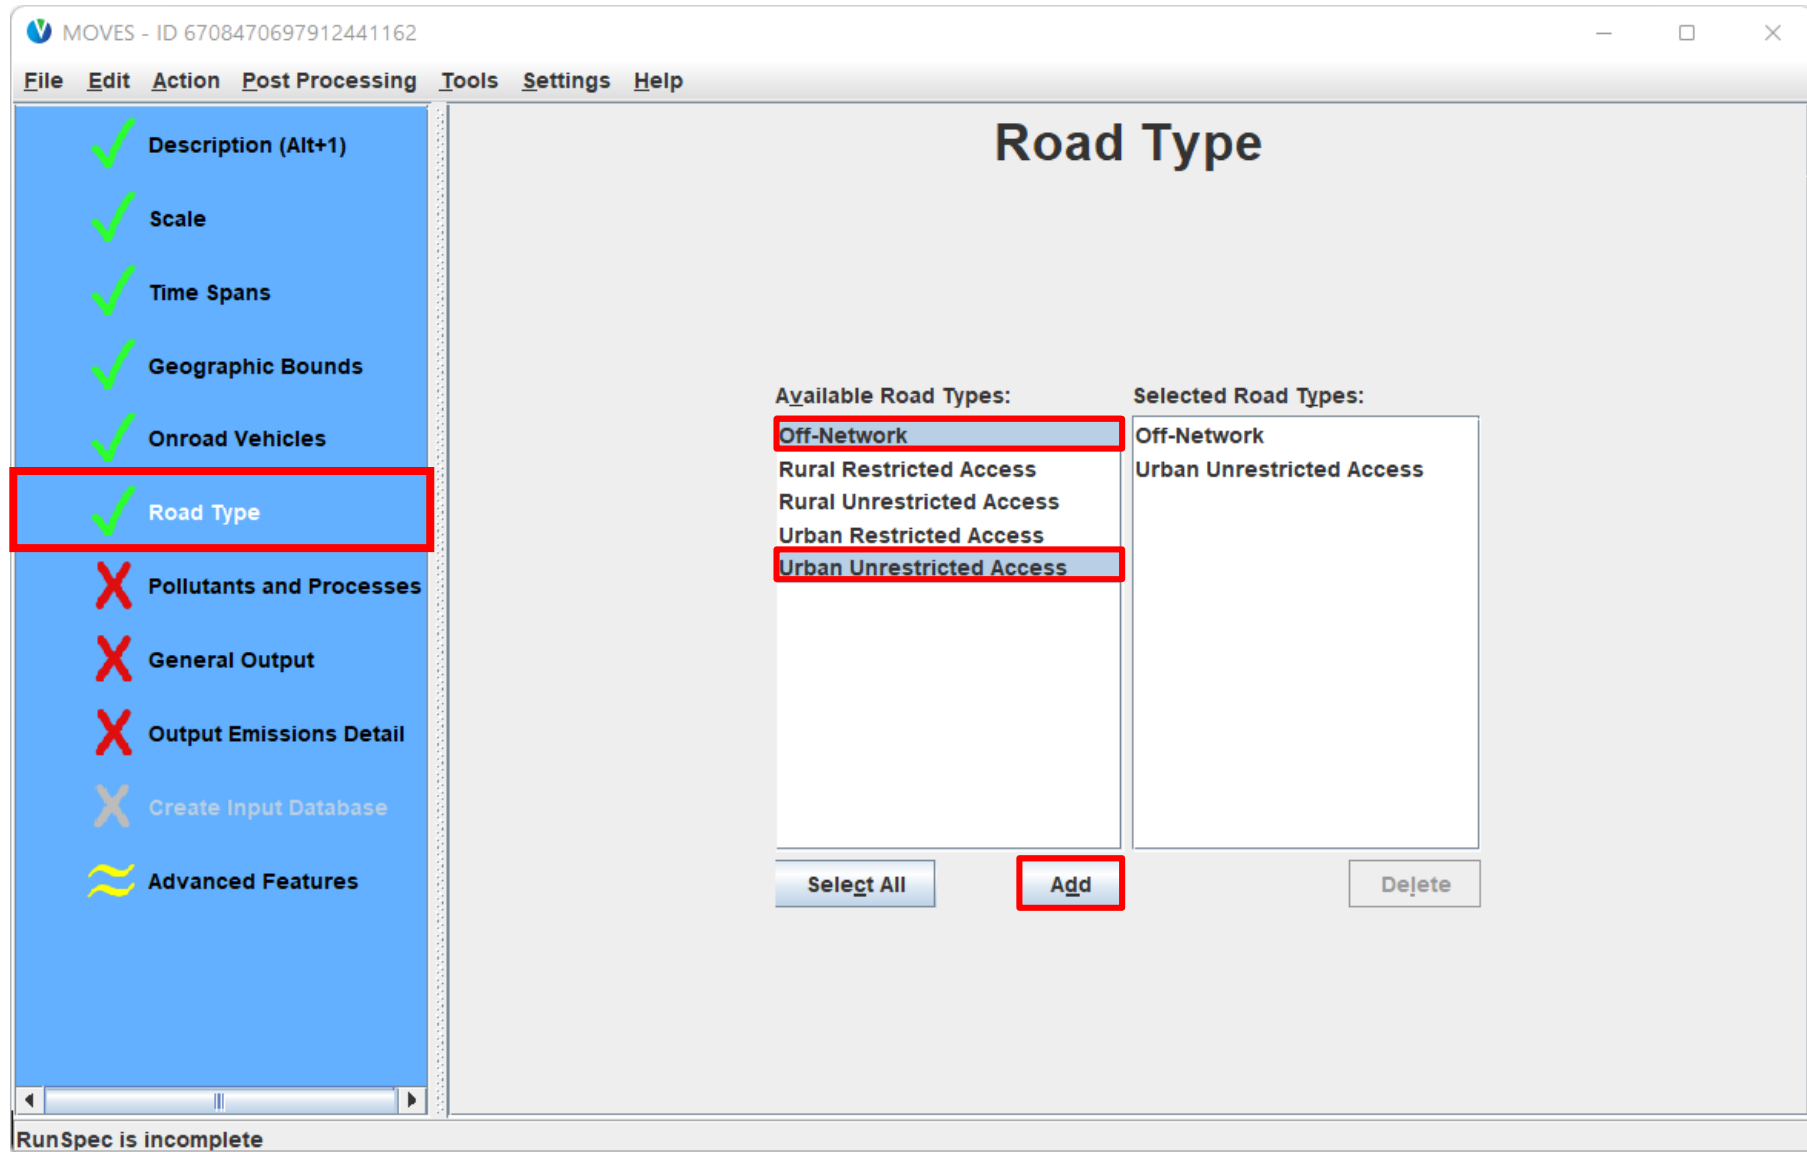 MOVES - ID 6708470697912441162
File Edit Action Post Processing Tools Settings Help
Description (Alt+1)
Scale
Time Spans
Geographic Bounds
Onroad Vehicles
Road Type
Pollutants and Processes
General Output
Output Emissions Detail
Create Input Database
Advanced Features
Road Type
Available Road Types:
Off-Network
Rural Restricted Access
Rural Unrestricted Access
Urban Restricted Access
Urban Unrestricted Access
Select All
Add
Selected Road Types:
Off-Network
Urban Unrestricted Access
Delete
RunSpec is incomplete